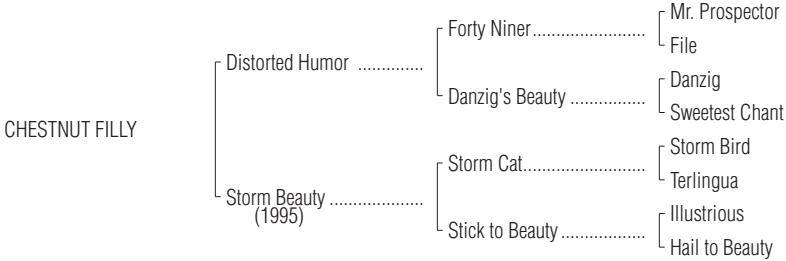 Mr. Prospector
Forty Niner........................
File
Distorted Humor ..............
Danzig
Danzig's Beauty ................
Sweetest Chant
CHESTNUT FILLY
Storm Bird
Storm Cat..........................
Terlingua
Storm Beauty ....................
(1995)
Illustrious
Stick to Beauty ..................
Hail to Beauty